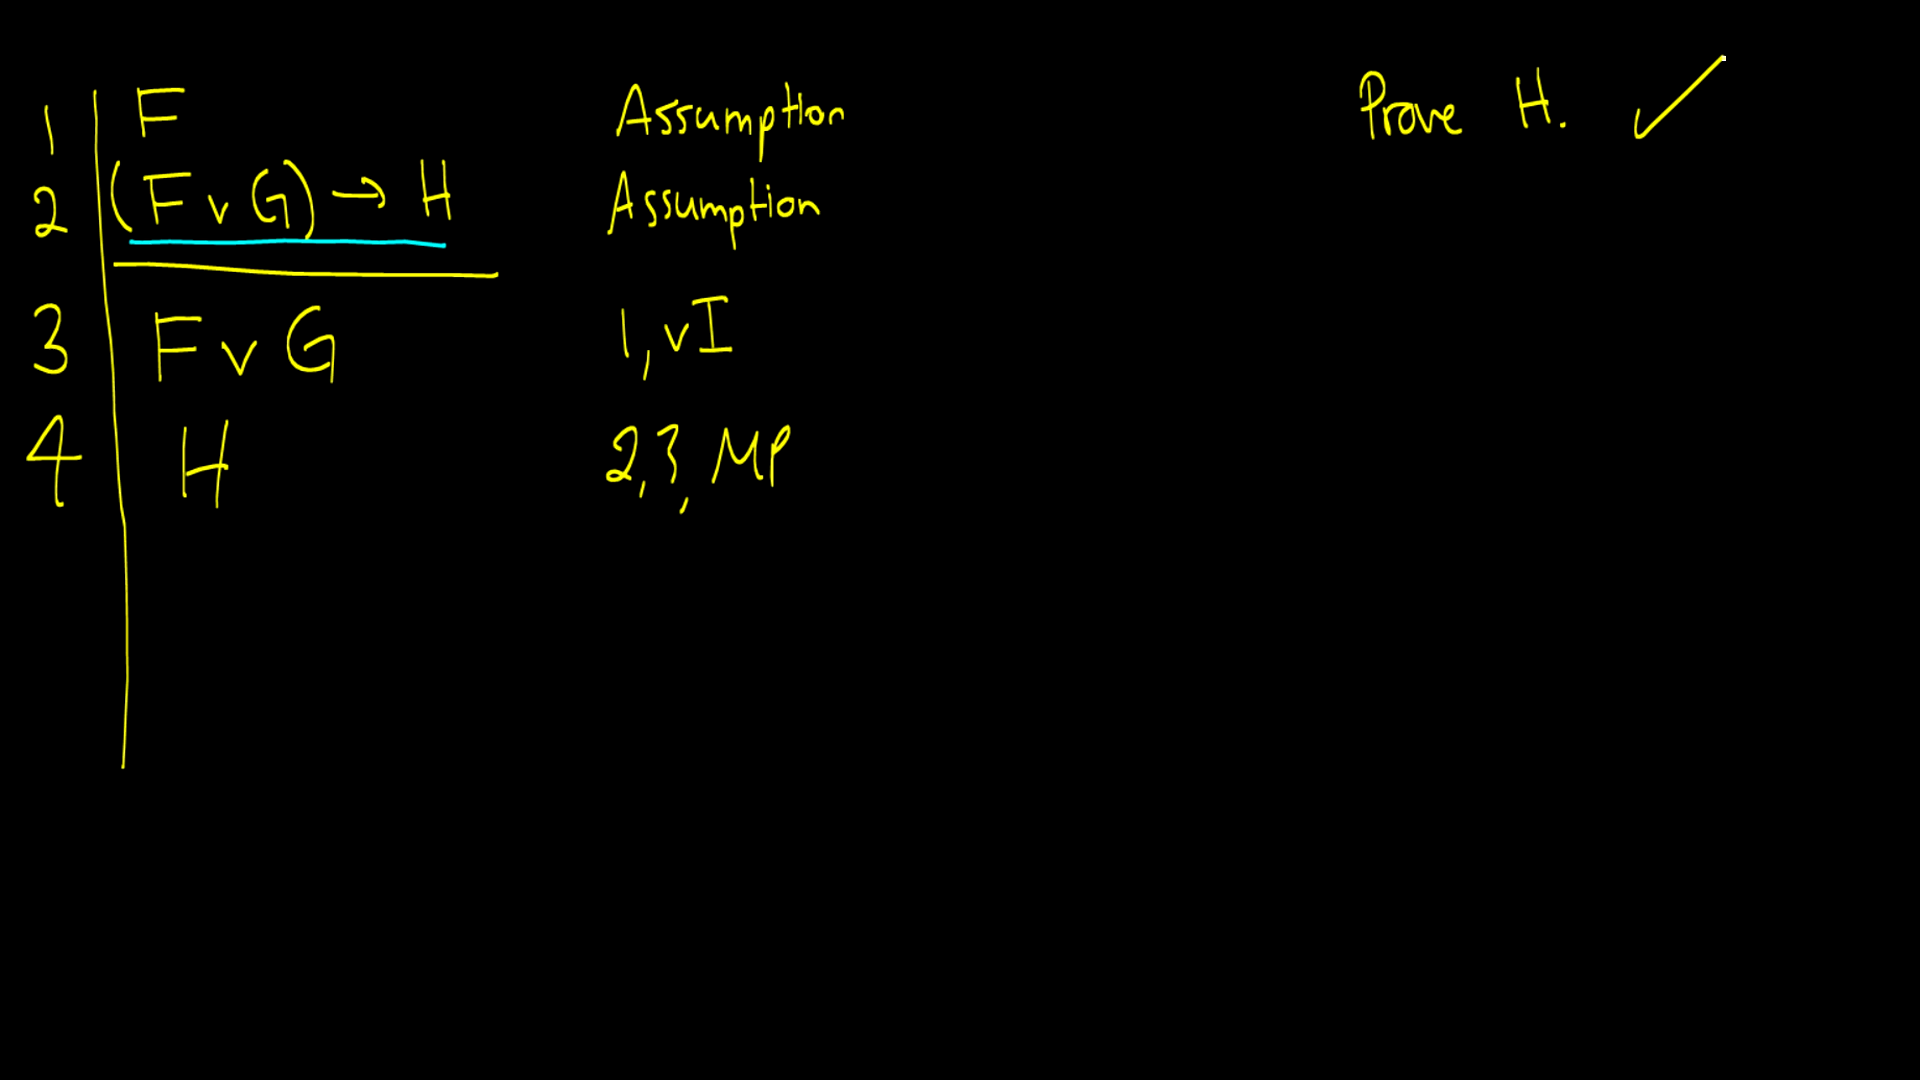 1 F Assumption Prove H. ✓
2 (F v G) → H Assumption
3 F v G 1, vI
4 H 2,3, MP